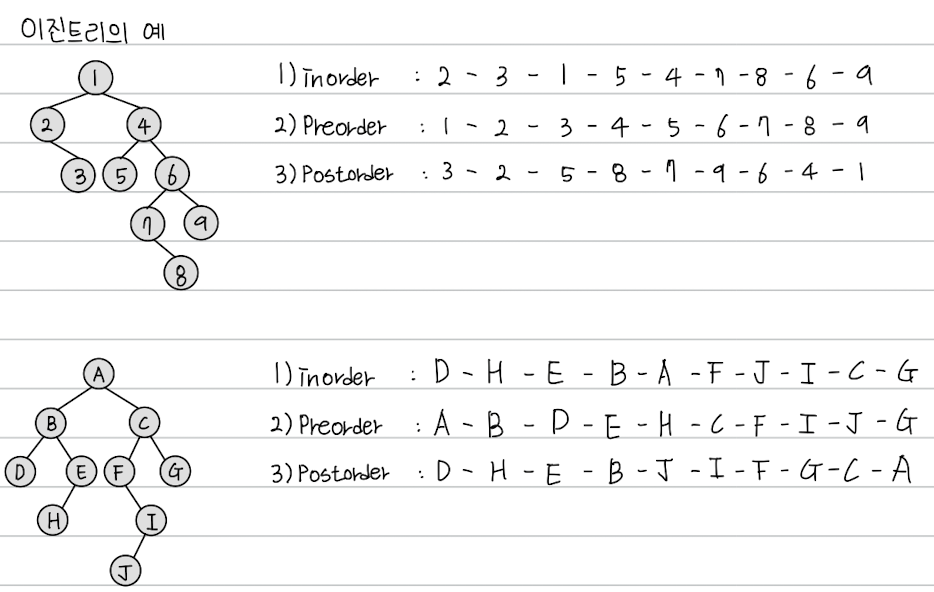 이진트리의 예
1
2 4
3 5 6
7 9
8
1) inorder : 2 - 3 - 1 - 5 - 4 - 7 - 8 - 6 - 9
2) Preorder : 1 - 2 - 3 - 4 - 5 - 6 - 7 - 8 - 9
3) Postorder : 3 - 2 - 5 - 8 - 7 - 9 - 6 - 4 - 1
A
B C
D E F G
H I
J
1) inorder : D - H - E - B - A - F - J - I - C - G
2) Preorder : A - B - D - E - H - C - F - I - J - G
3) Postorder : D - H - E - B - J - I - F - G - C - A